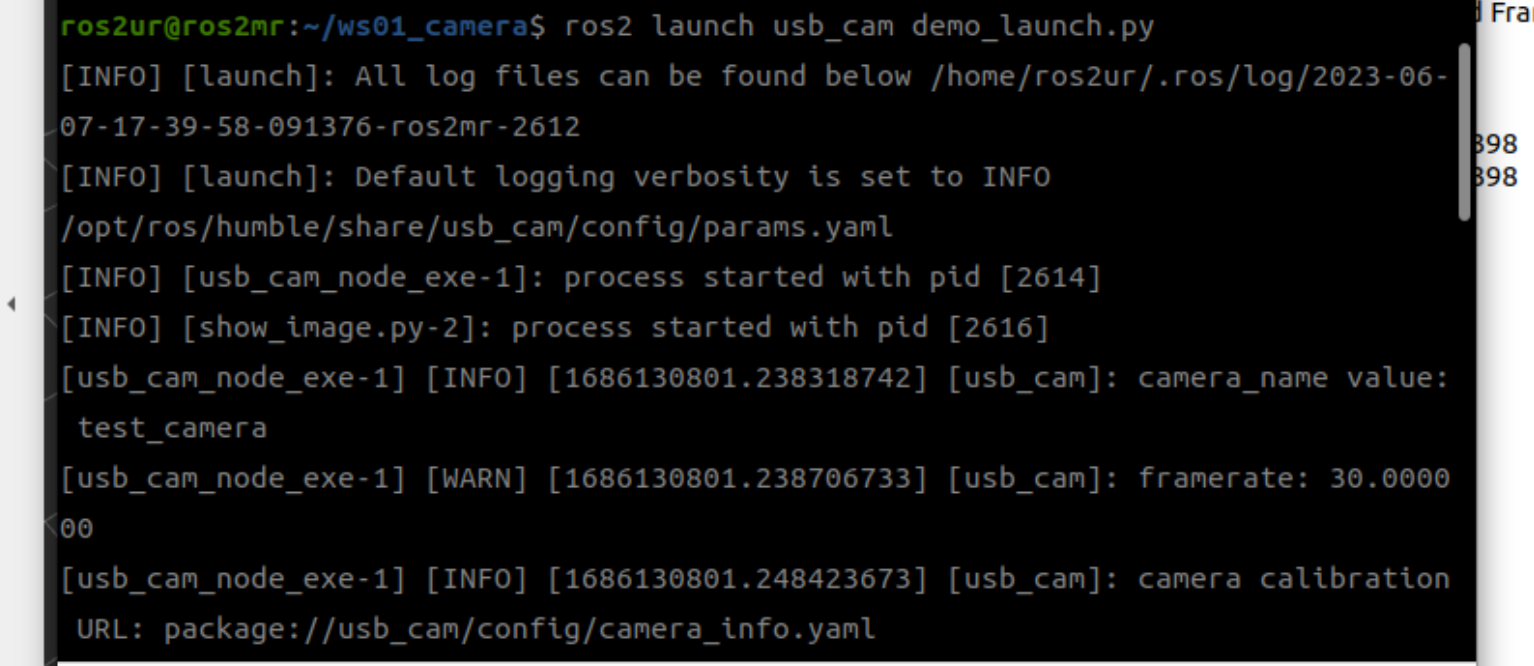 ros2ur@ros2mr:~/ws01_camera$ ros2 launch usb_cam demo_launch.py
[INFO] [launch]: All log files can be found below /home/ros2ur/.ros/log/2023-06-
07-17-39-58-091376-ros2mr-2612
[INFO] [launch]: Default logging verbosity is set to INFO
/opt/ros/humble/share/usb_cam/config/params.yaml
[INFO] [usb_cam_node_exe-1]: process started with pid [2614]
[INFO] [show_image.py-2]: process started with pid [2616]
[usb_cam_node_exe-1] [INFO] [1686130801.238318742] [usb_cam]: camera_name value:
 test_camera
[usb_cam_node_exe-1] [WARN] [1686130801.238706733] [usb_cam]: framerate: 30.0000
00
[usb_cam_node_exe-1] [INFO] [1686130801.248423673] [usb_cam]: camera calibration
 URL: package://usb_cam/config/camera_info.yaml